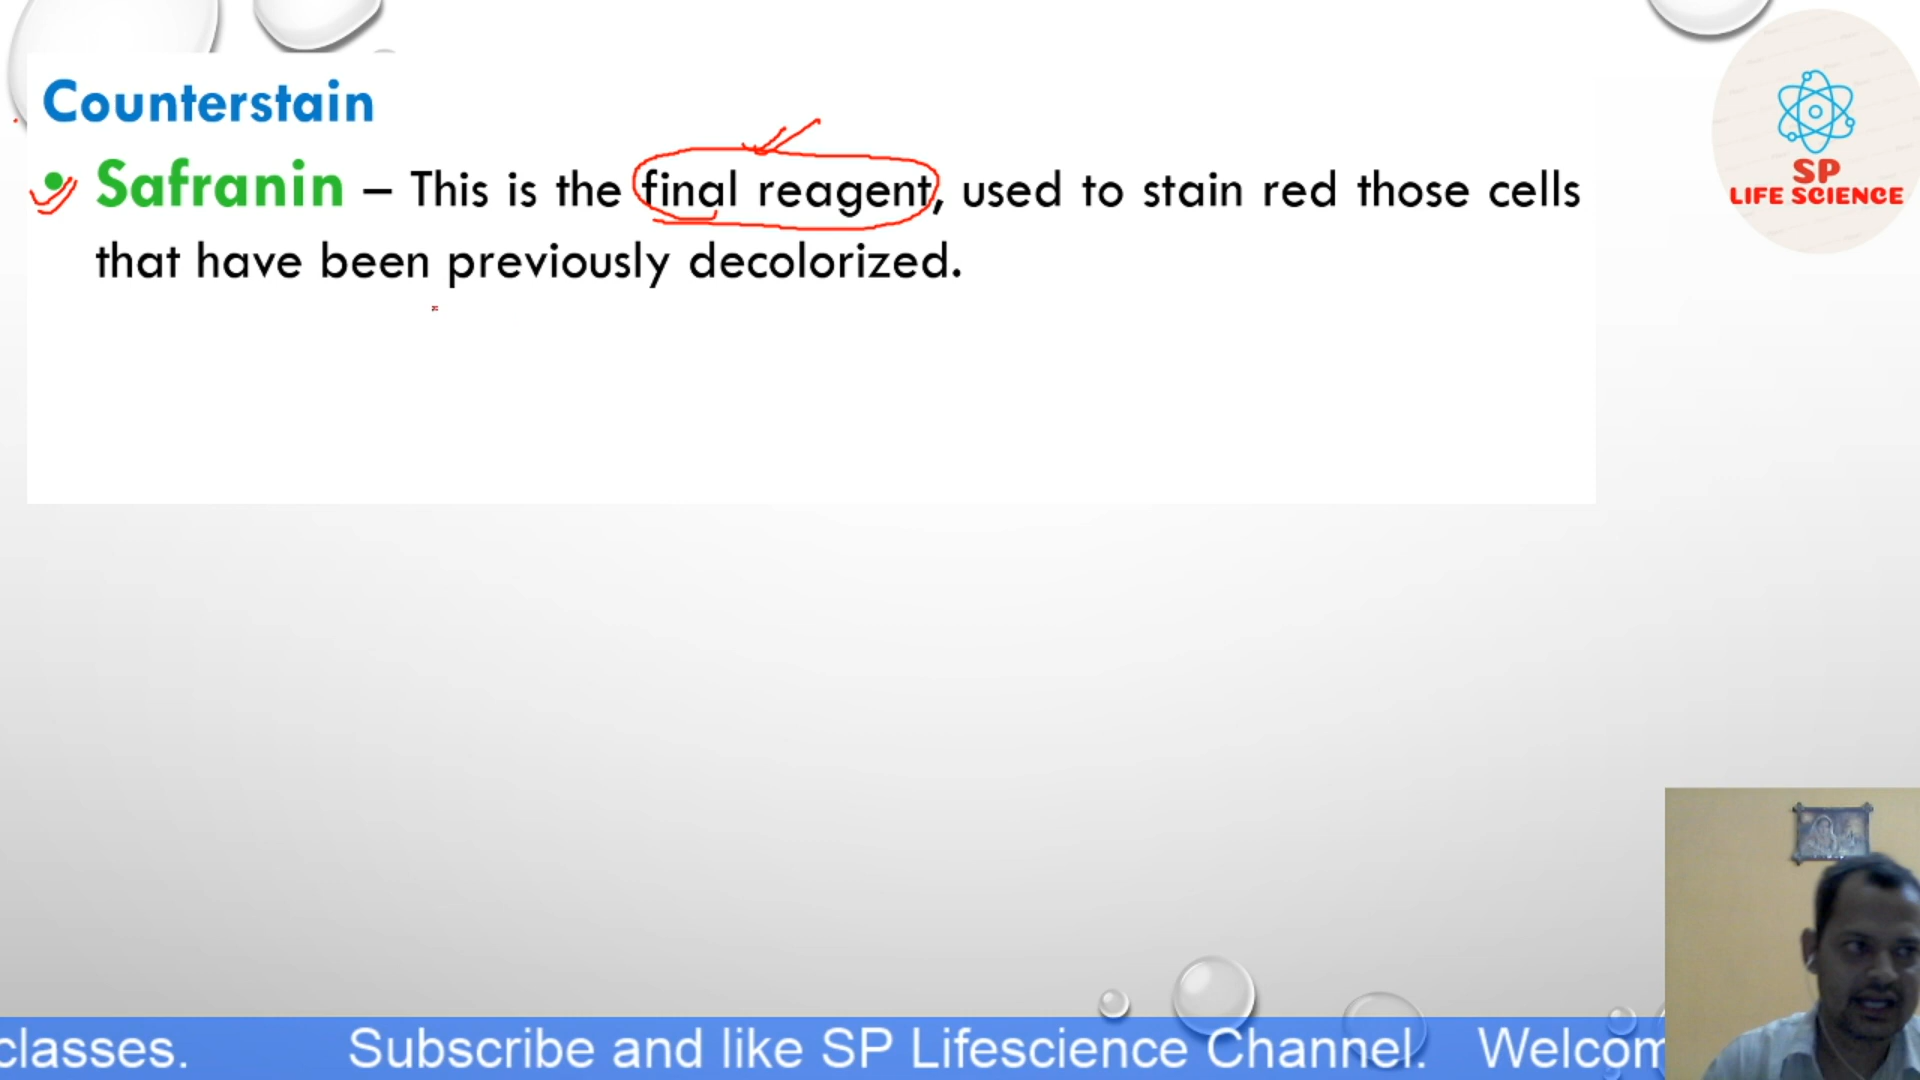 Counterstain
Safranin – This is the final reagent, used to stain red those cells
that have been previously decolorized.
SP
LIFE SCIENCE
classes. Subscribe and like SP Lifescience Channel. Welcom